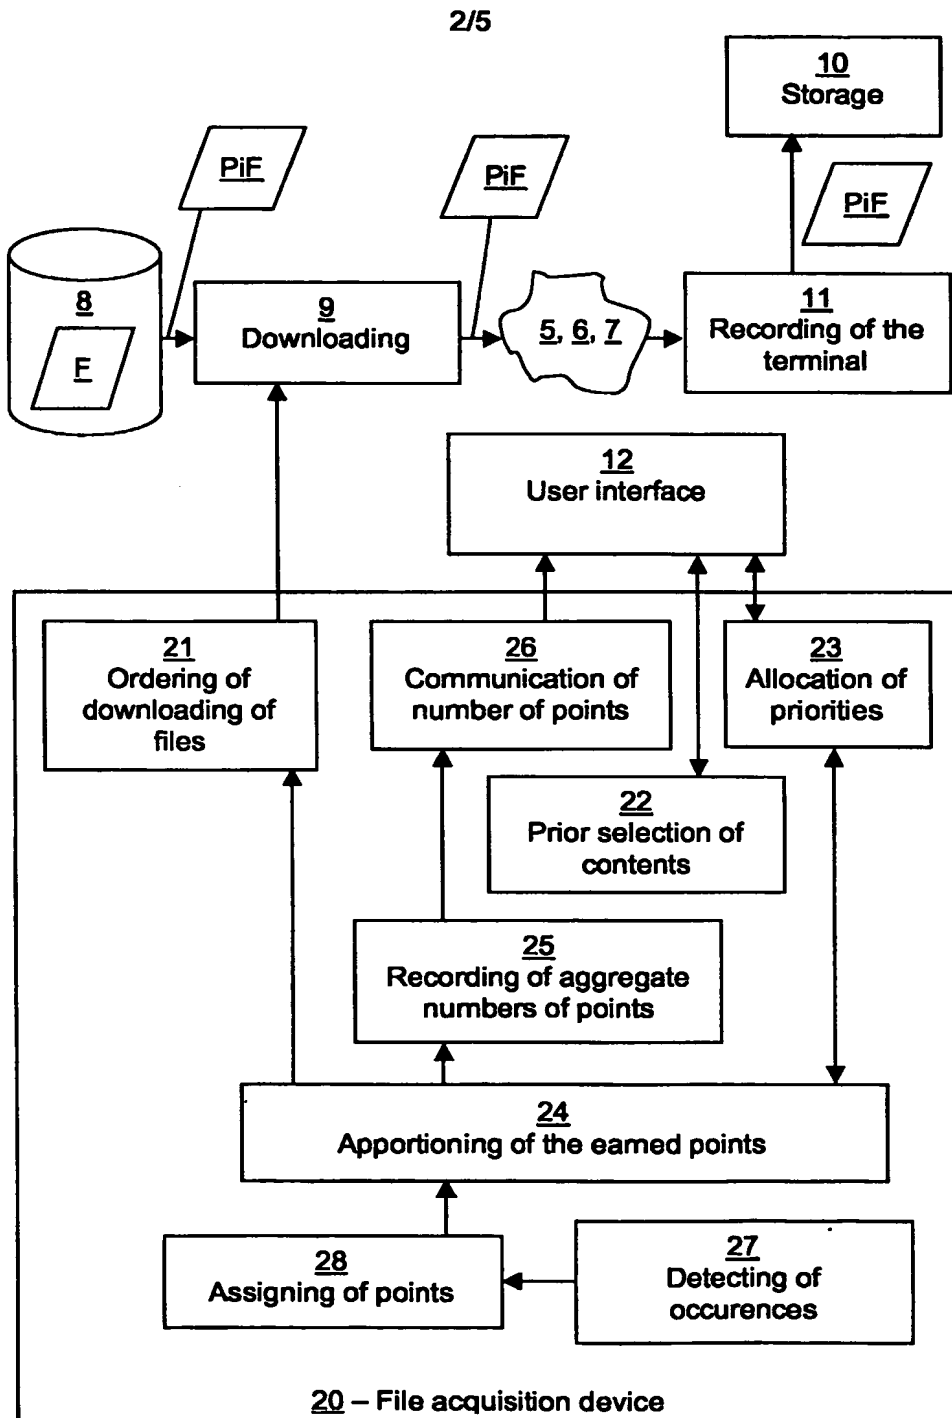 2/5
10
Storage
PiF
PiF
PiF
8
F
9
Downloading
5, 6, 7
11
Recording of the
terminal
12
User interface
21
Ordering of
downloading of
files
26
Communication of
number of points
23
Allocation of
priorities
22
Prior selection of
contents
25
Recording of aggregate
numbers of points
24
Apportioning of the earned points
28
Assigning of points
27
Detecting of
occurences
20 – File acquisition device